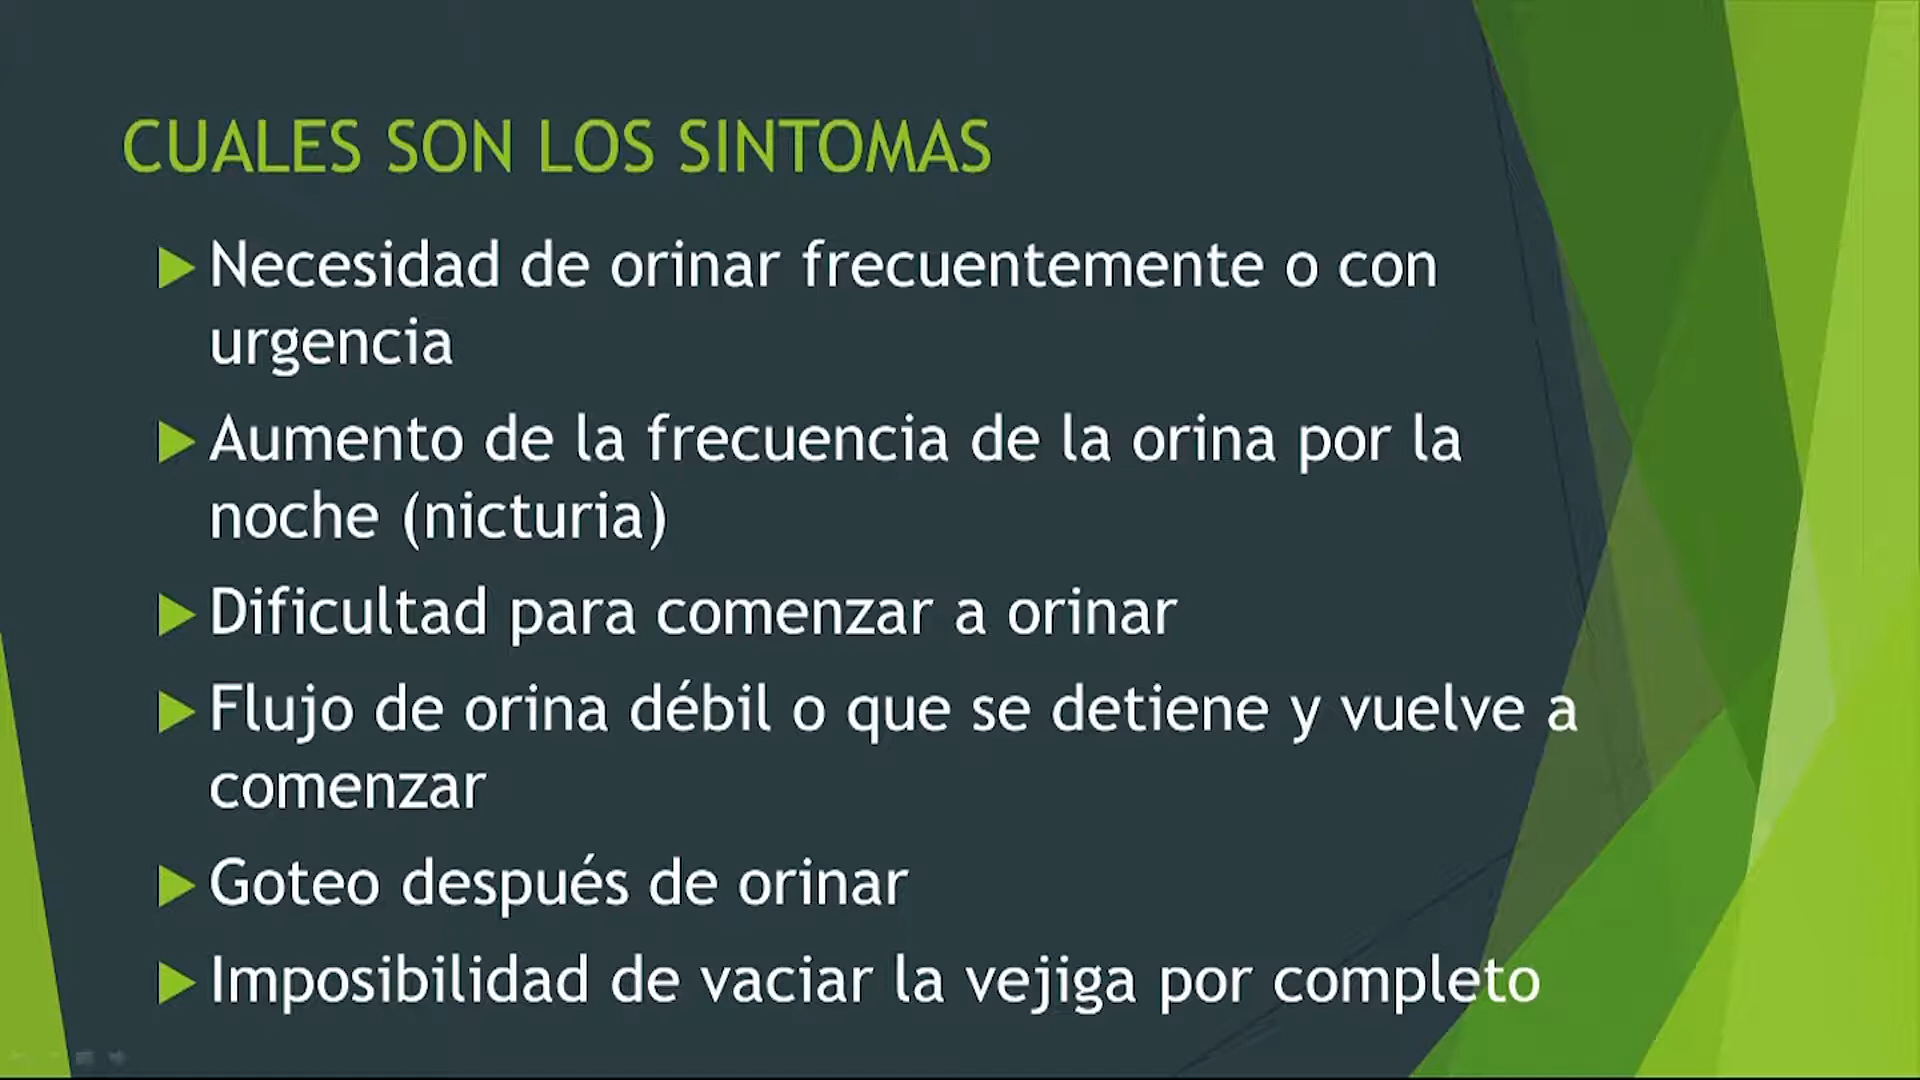 CUALES SON LOS SINTOMAS
Necesidad de orinar frecuentemente o con
urgencia
Aumento de la frecuencia de la orina por la
noche (nicturia)
Dificultad para comenzar a orinar
Flujo de orina débil o que se detiene y vuelve a
comenzar
Goteo después de orinar
Imposibilidad de vaciar la vejiga por completo